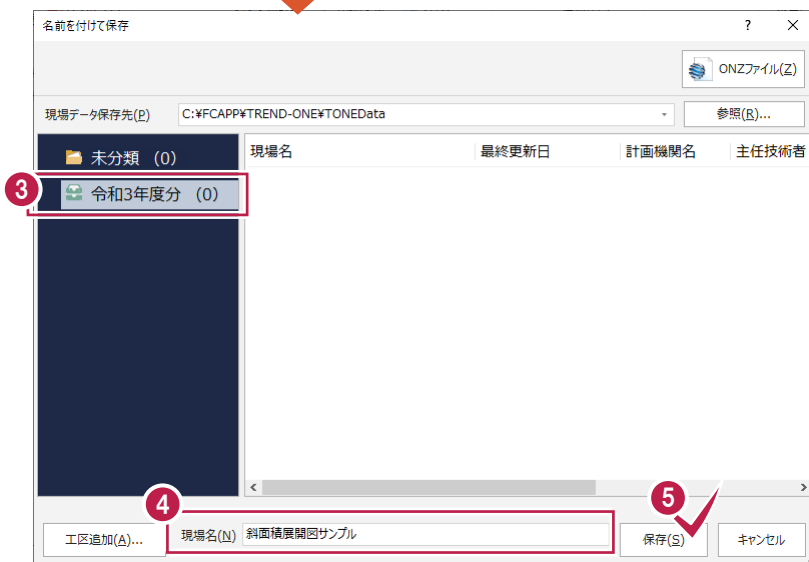 名前を付けて保存
? ×
ONZファイル(Z)
現場データ保存先(P) C:¥FCAPP¥TREND-ONE¥TONEData 参照(R)...
未分類 (0)
現場名 最終更新日 計画機関名 主任技術者
3 令和3年度分 (0)
4 5
工区追加(A)... 現場名(N) 斜面積展開図サンプル 保存(S) キャンセル